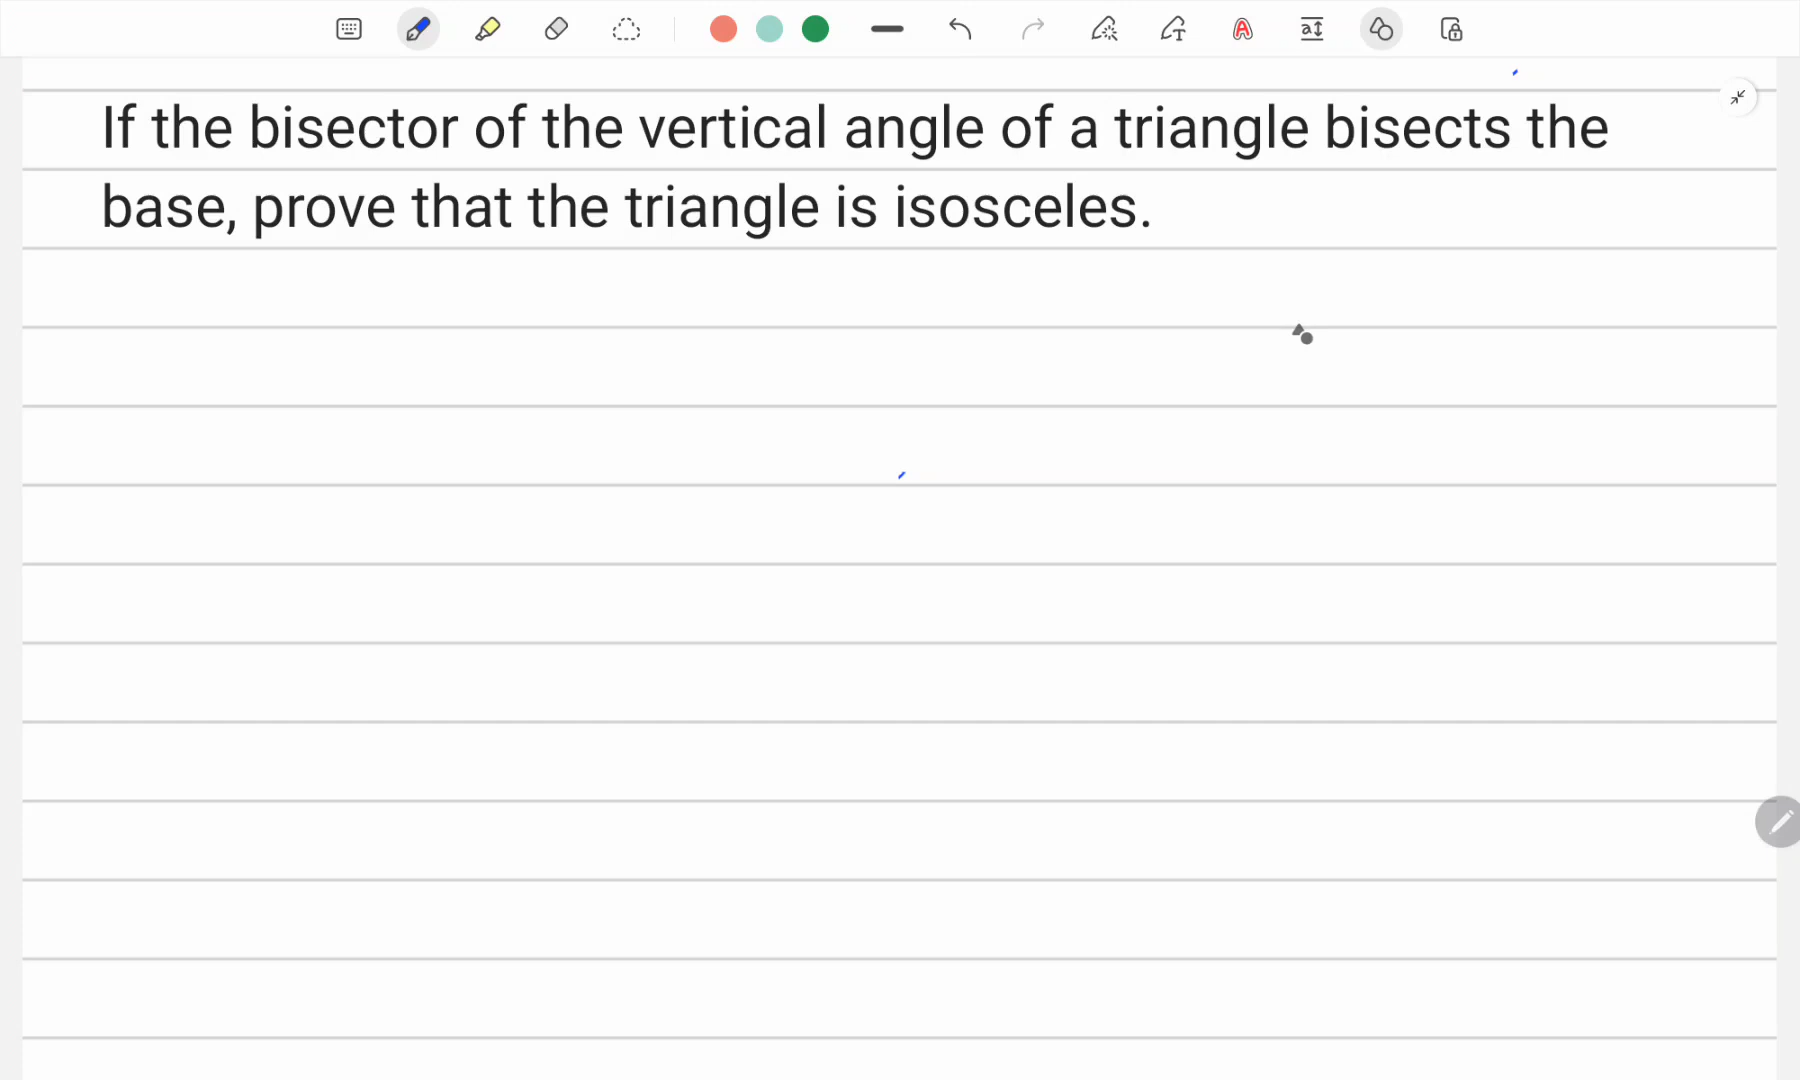 If the bisector of the vertical angle of a triangle bisects the
base, prove that the triangle is isosceles.